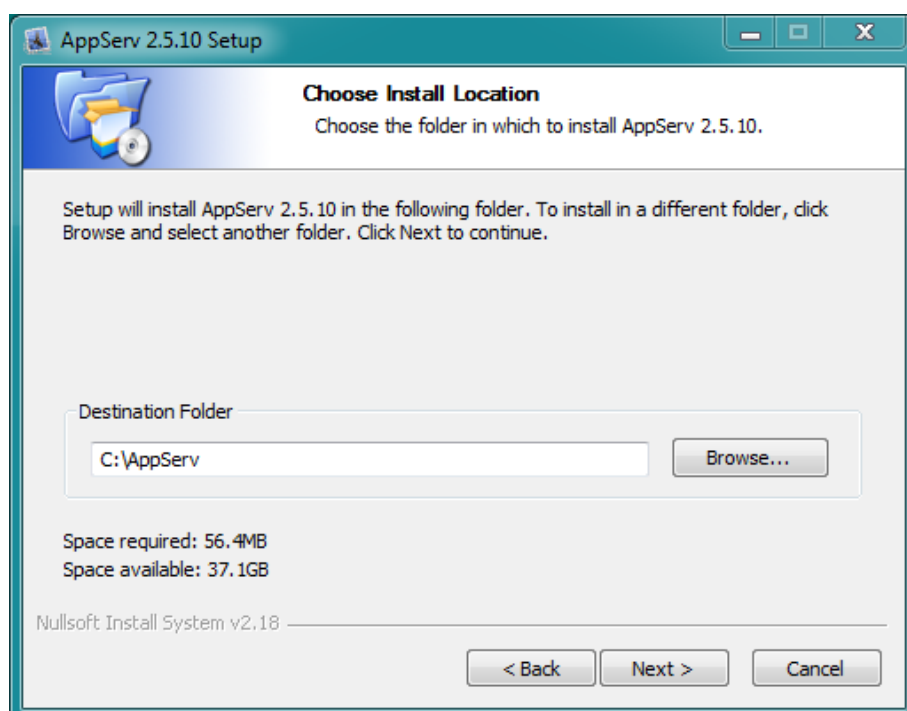 AppServ 2.5.10 Setup
Choose Install Location
Choose the folder in which to install AppServ 2.5.10.
Setup will install AppServ 2.5.10 in the following folder. To install in a different folder, click
Browse and select another folder. Click Next to continue.
Destination Folder
C:\AppServ
Browse...
Space required: 56.4MB
Space available: 37.1GB
Nullsoft Install System v2.18
< Back
Next >
Cancel